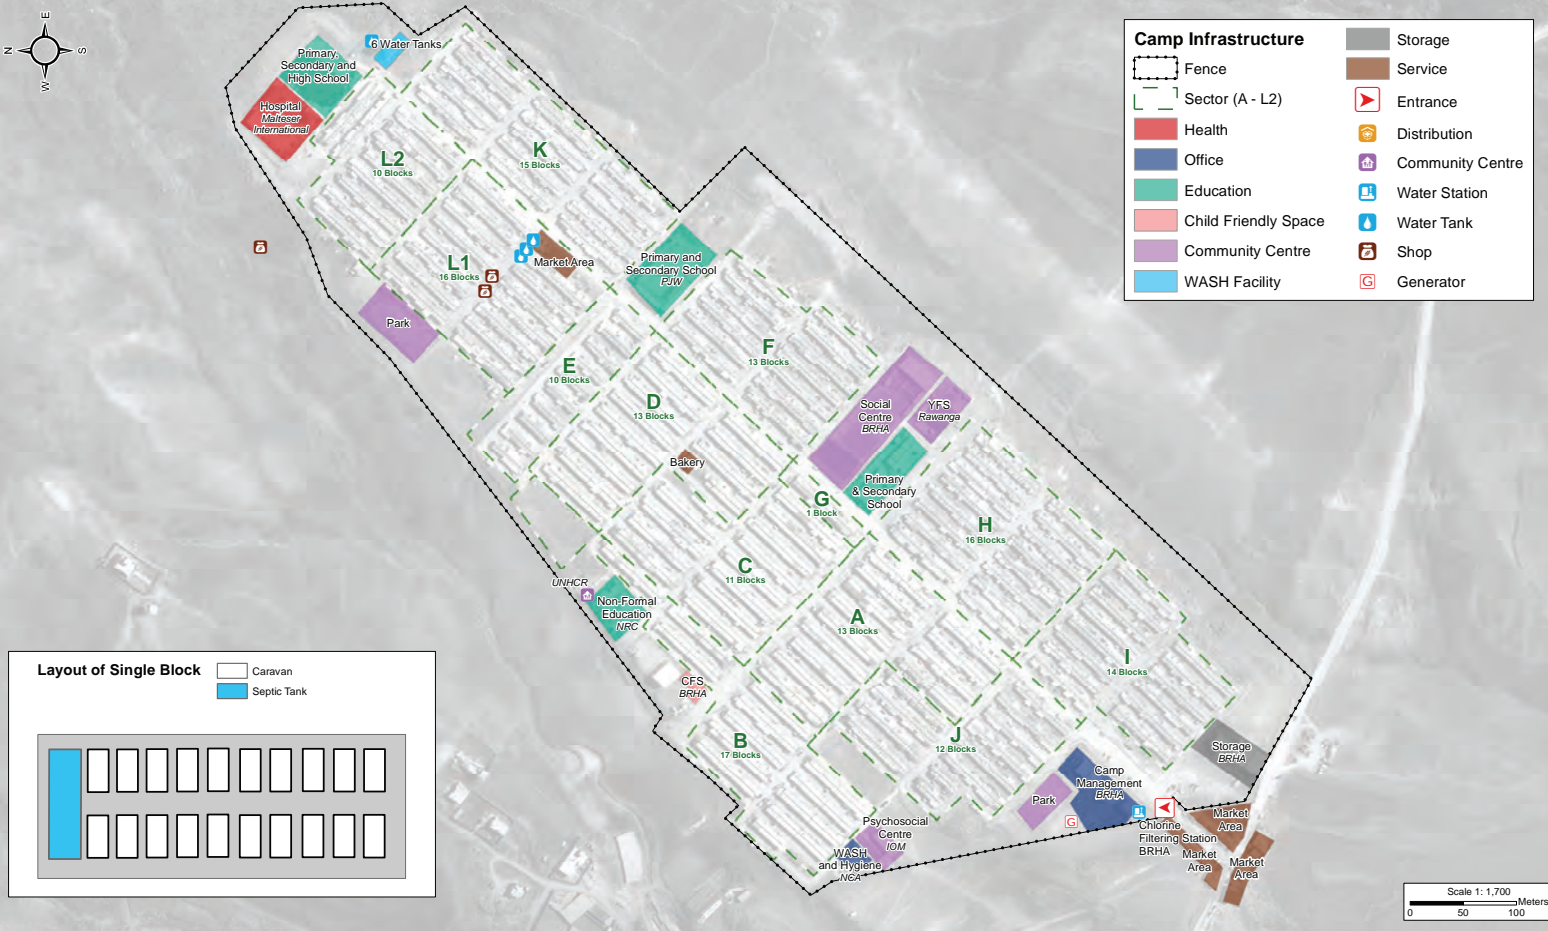 E
N
S
W
6 Water Tanks
Primary,
Secondary and
High School
Hospital
Malteser
International
L2
10 Blocks
K
15 Blocks
L1
16 Blocks
Market Area
Primary and
Secondary School
PJW
Park
E
10 Blocks
F
13 Blocks
D
13 Blocks
Social
Centre
BRHA
YFS
Rawanga
Bakery
Primary
& Secondary
School
G
1 Block
H
16 Blocks
C
11 Blocks
UNHCR
Non-Formal
Education
NRC
A
13 Blocks
I
14 Blocks
CFS
BRHA
B
17 Blocks
J
12 Blocks
Storage
BRHA
Camp
Management
BRHA
Park
G
Psychosocial
Centre
IOM
WASH
and Hygiene
NCA
Chlorine
Filtering Station
BRHA
Market
Area
Market
Area
Market
Area
Camp Infrastructure
Fence
Sector (A - L2)
Health
Office
Education
Child Friendly Space
Community Centre
WASH Facility
Storage
Service
Entrance
Distribution
Community Centre
Water Station
Water Tank
Shop
G Generator
Layout of Single Block
Caravan
Septic Tank
Scale 1: 1,700
Meters
0 50 100